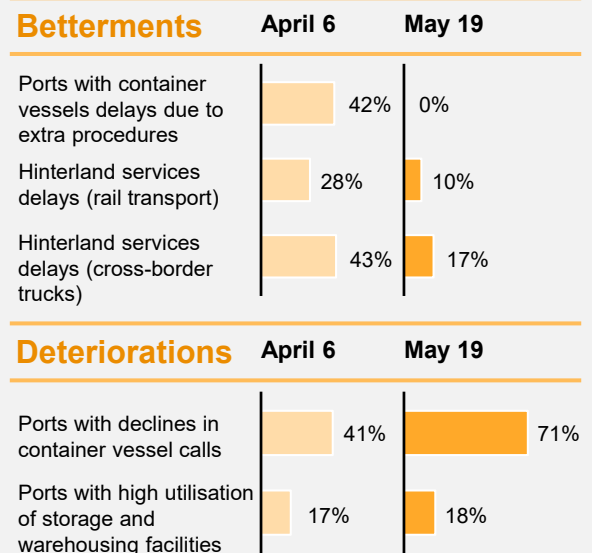 Betterments April 6 May 19
Ports with container
vessels delays due to
extra procedures
42% 0%
Hinterland services
delays (rail transport)
28% 10%
Hinterland services
delays (cross-border
trucks)
43% 17%
Deteriorations April 6 May 19
Ports with declines in
container vessel calls
41% 71%
Ports with high utilisation
of storage and
warehousing facilities
17% 18%